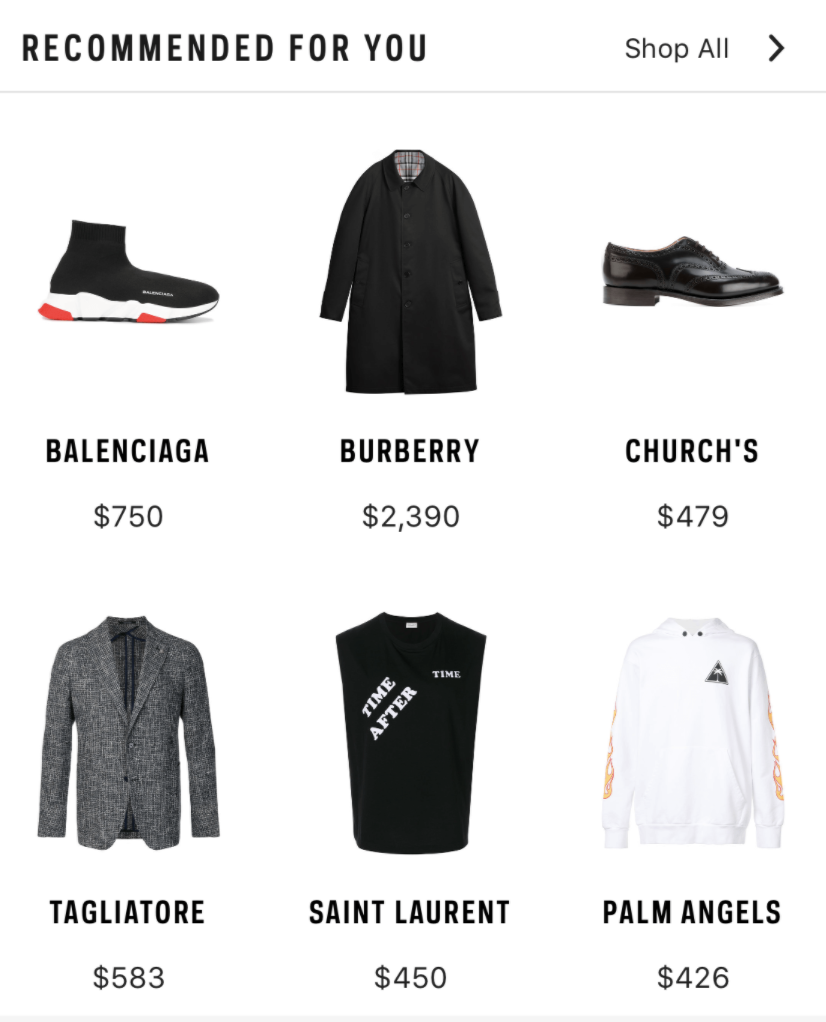 RECOMMENDED FOR YOU
Shop All
BALENCIAGA
BALENCIAGA
BURBERRY
CHURCH'S
$750
$2,390
$479
TIME
TIME
AFTER
TAGLIATORE
SAINT LAURENT
PALM ANGELS
$583
$450
$426